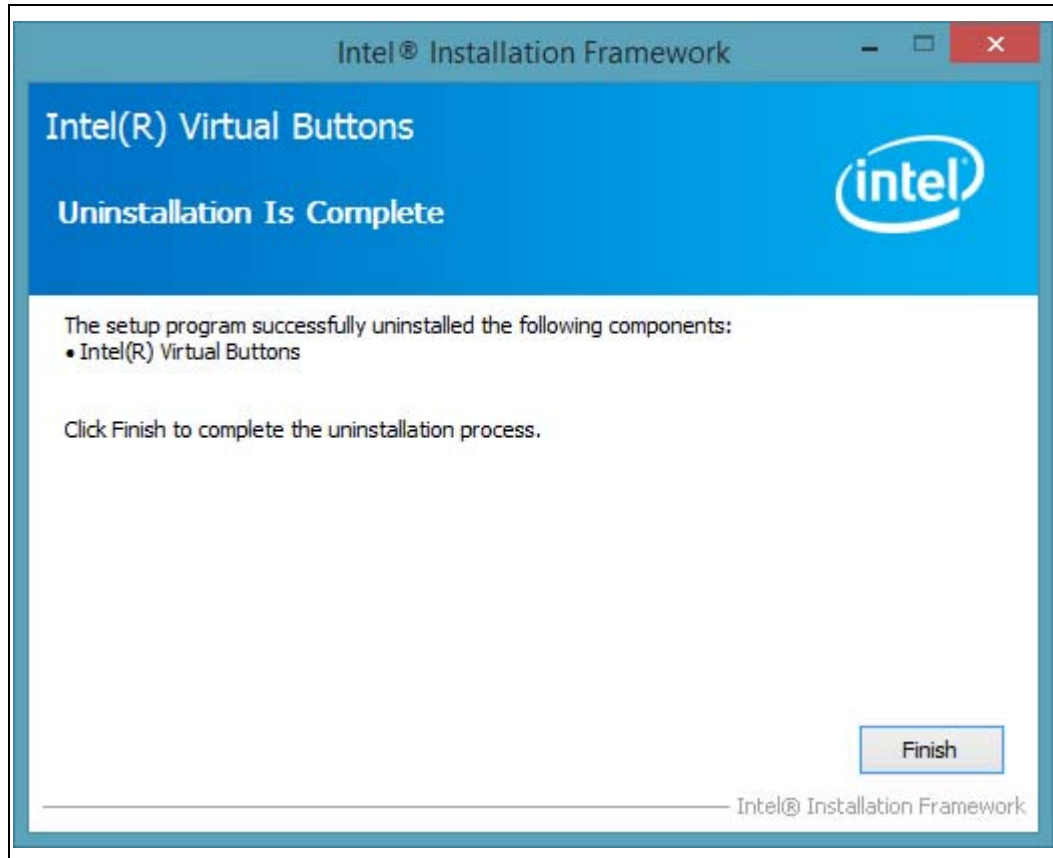 Intel® Installation Framework
Intel(R) Virtual Buttons
Uninstallation Is Complete
intel
The setup program successfully uninstalled the following components:
• Intel(R) Virtual Buttons
Click Finish to complete the uninstallation process.
Finish
Intel® Installation Framework